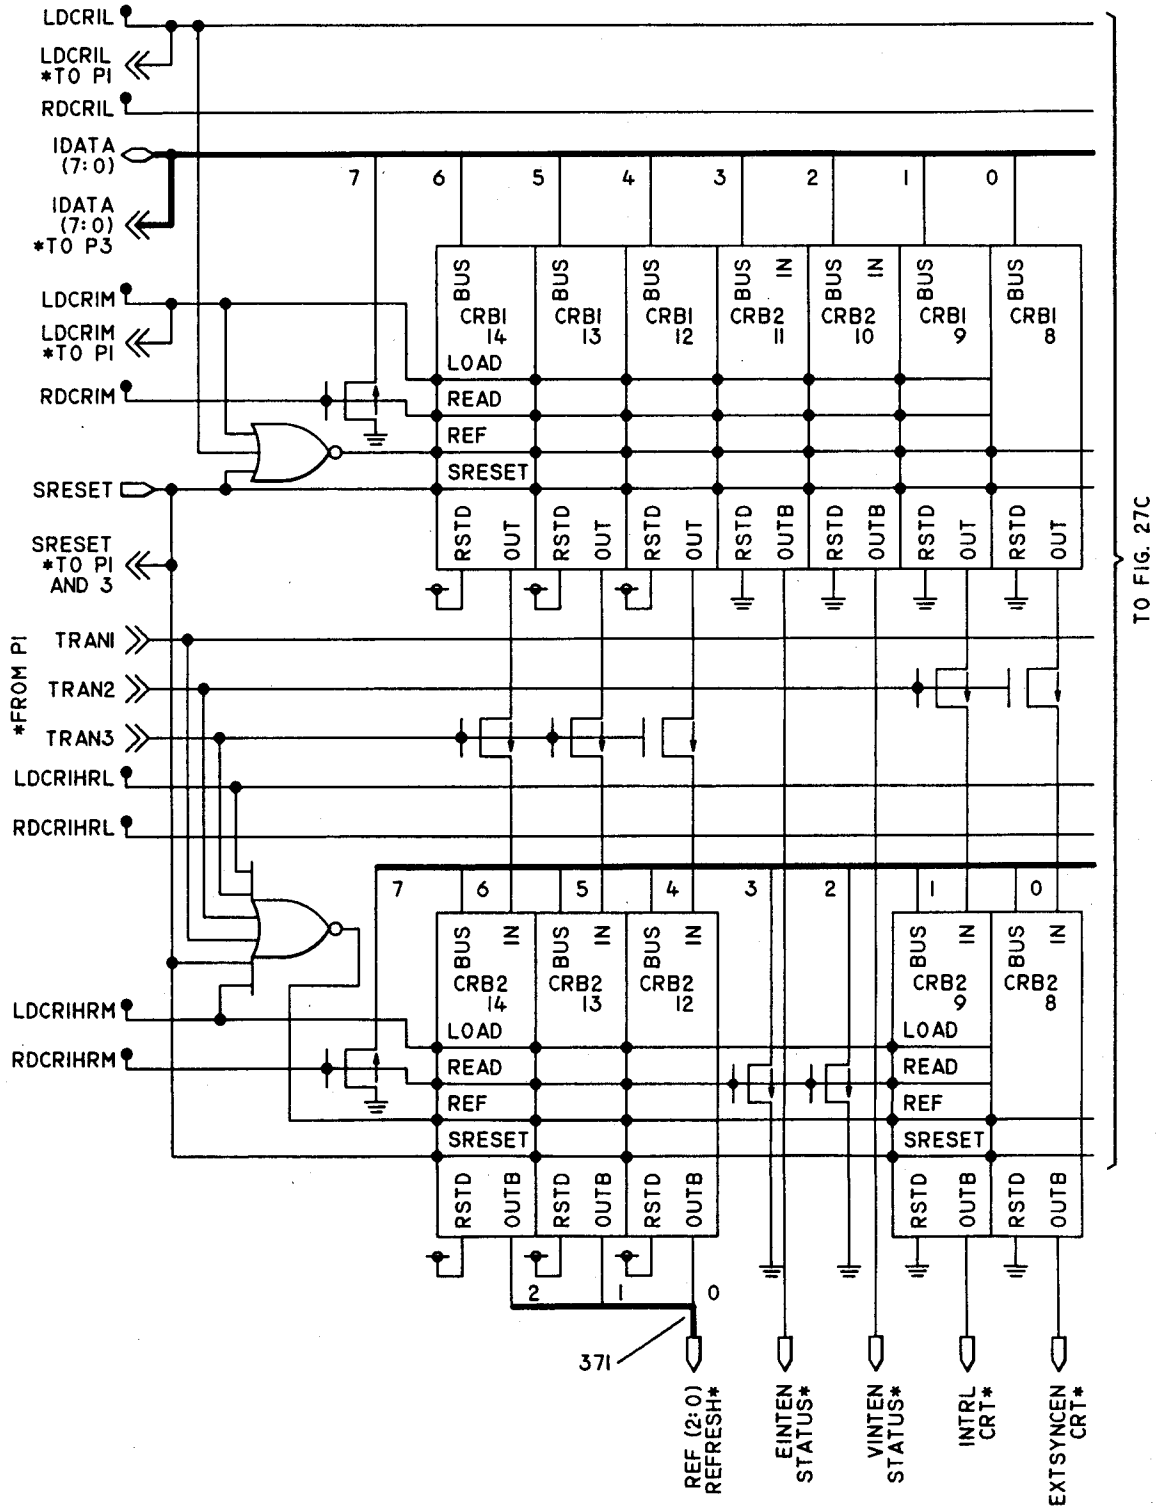 LDCRIL
LDCRIL
*TO P1
RDCRIL
IDATA
(7:0)
IDATA
(7:0)
*TO P3
7 6 5 4 3 2 1 0
LDCRIM
LDCRIM
*TO P1
RDCRIM
BUS BUS BUS BUS IN BUS IN BUS BUS
CRB1 CRB1 CRB1 CRB2 CRB2 CRB1 CRB1
14 13 12 11 10 9 8
LOAD
READ
REF
SRESET
SRESET
RSTD OUT RSTD OUT RSTD OUT RSTD OUTB RSTD OUTB RSTD OUT RSTD OUT
SRESET
*TO P1
AND 3
TO FIG. 27C
*FROM P1
TRAN1
TRAN2
TRAN3
LDCRIHRL
RDCRIHRL
7 6 5 4 3 2 1 0
BUS IN BUS IN BUS IN BUS IN BUS IN
CRB2 CRB2 CRB2 CRB2 CRB2
14 13 12 9 8
LDCRIHRM
RDCRIHRM
LOAD LOAD
READ READ
REF REF
SRESET SRESET
RSTD OUTB RSTD OUTB RSTD OUTB RSTD OUTB RSTD OUTB
2 1 0
371
REF (2:0)
REFRESH*
EINTEN
STATUS*
VINTEN
STATUS*
INTRL
CRT*
EXTSYNCEN
CRT*